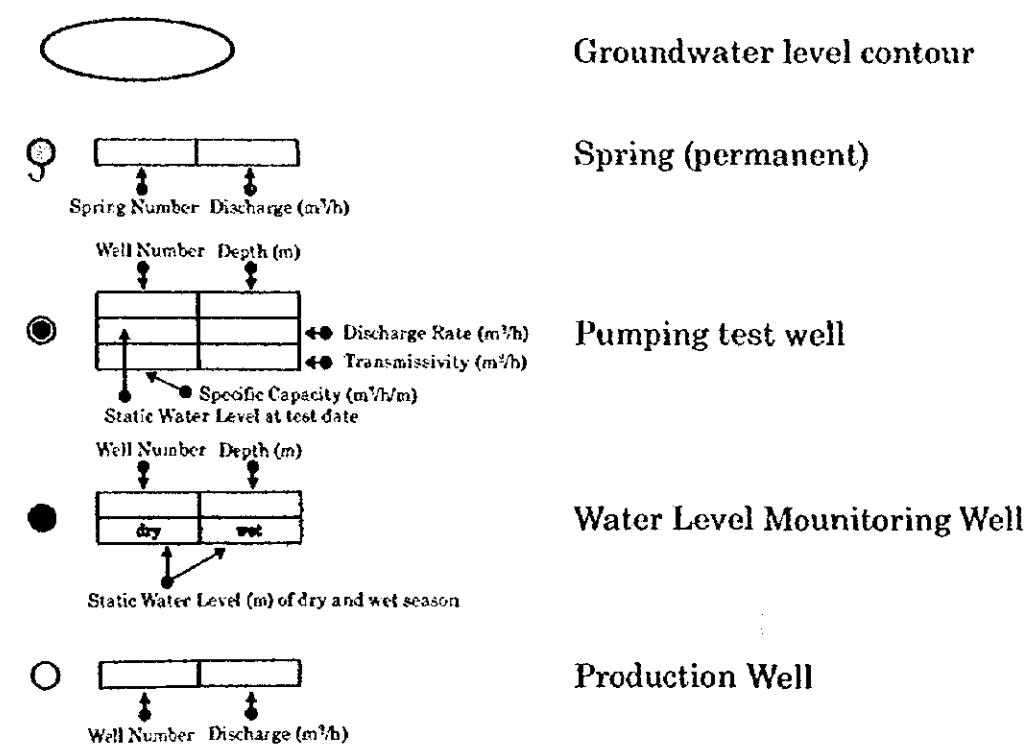 Groundwater level contour
Spring (permanent)
Spring Number Discharge (m³/h)
Well Number Depth (m)
Discharge Rate (m³/h)
Pumping test well
Transmissivity (m²/h)
Specific Capacity (m³/h/m)
Static Water Level at test date
Well Number Depth (m)
dry wet
Water Level Mounitoring Well
Static Water Level (m) of dry and wet season
Production Well
Well Number Discharge (m³/h)